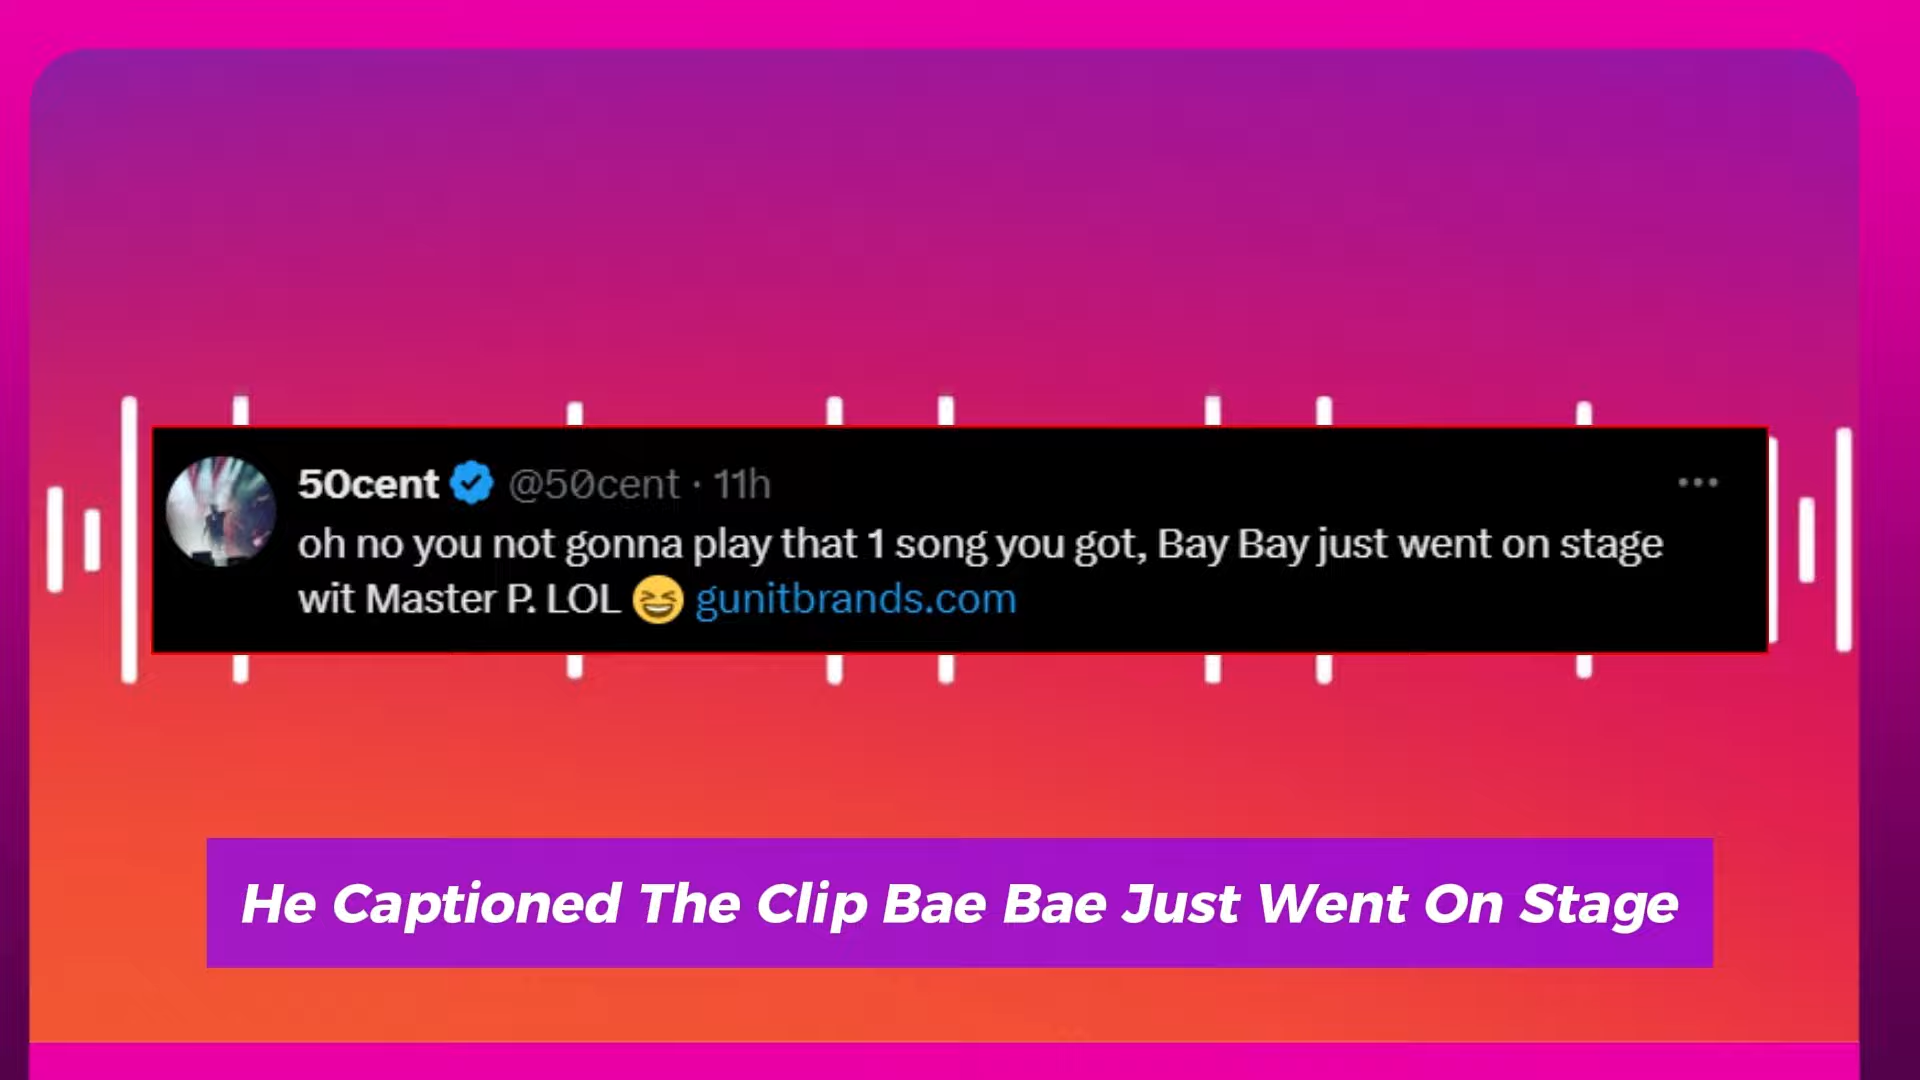 50cent @50cent · 11h
oh no you not gonna play that 1 song you got, Bay Bay just went on stage
wit Master P. LOL 😆 gunitbrands.com
He Captioned The Clip Bae Bae Just Went On Stage